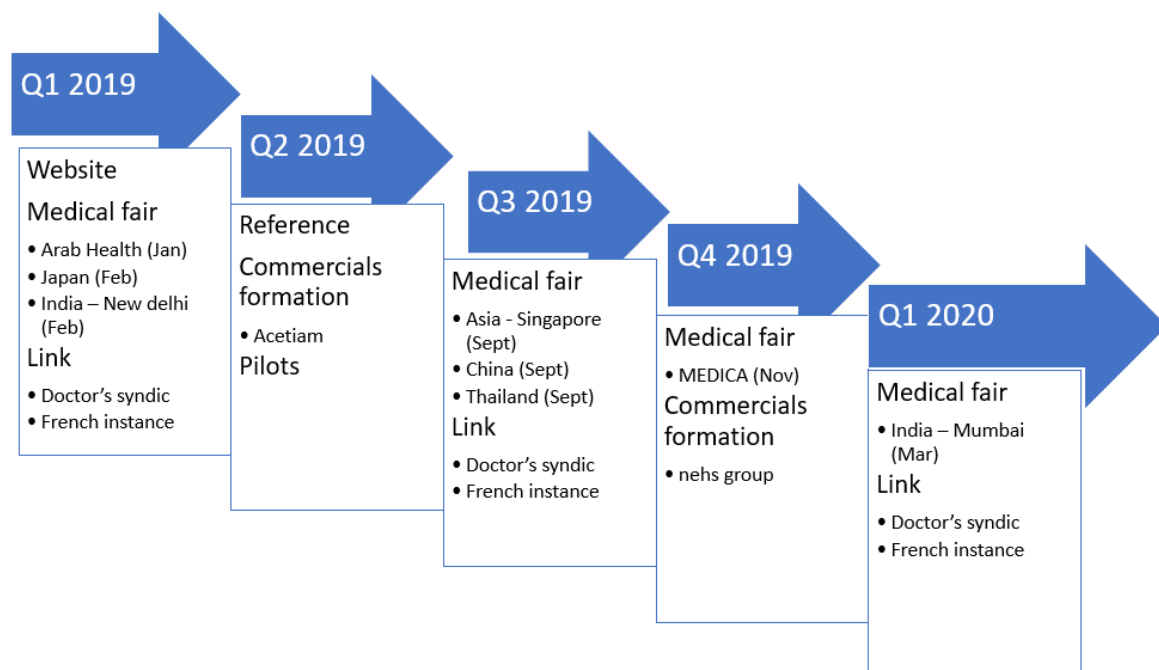 Q1 2019
Website
Medical fair
• Arab Health (Jan)
• Japan (Feb)
• India – New delhi
(Feb)
Link
• Doctor's syndic
• French instance
Q2 2019
Reference
Commercials
formation
• Acetiam
Pilots
Q3 2019
Medical fair
• Asia - Singapore
(Sept)
• China (Sept)
• Thailand (Sept)
Link
• Doctor's syndic
• French instance
Q4 2019
Medical fair
• MEDICA (Nov)
Commercials
formation
• nehs group
Q1 2020
Medical fair
• India – Mumbai
(Mar)
Link
• Doctor's syndic
• French instance